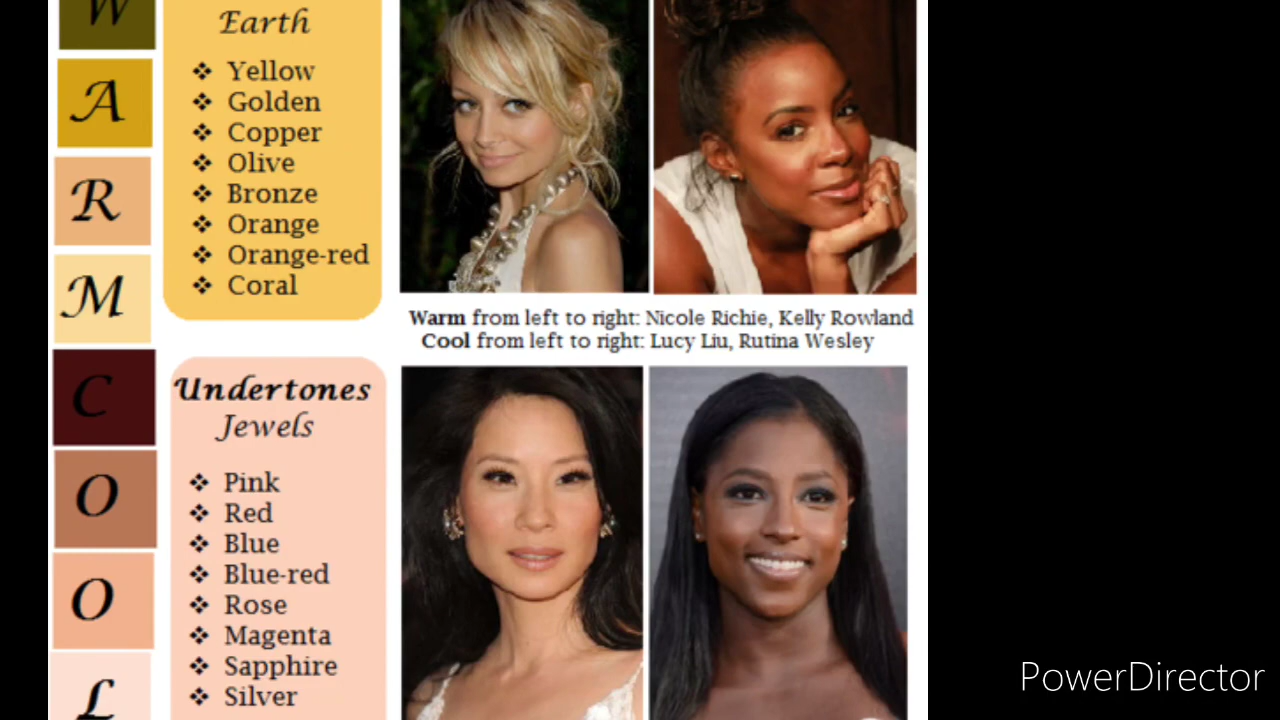 W
A
R
M
Earth
Yellow
Golden
Copper
Olive
Bronze
Orange
Orange-red
Coral
Warm from left to right: Nicole Richie, Kelly Rowland
Cool from left to right: Lucy Liu, Rutina Wesley
C
O
O
L
Undertones
Jewels
Pink
Red
Blue
Blue-red
Rose
Magenta
Sapphire
Silver
PowerDirector